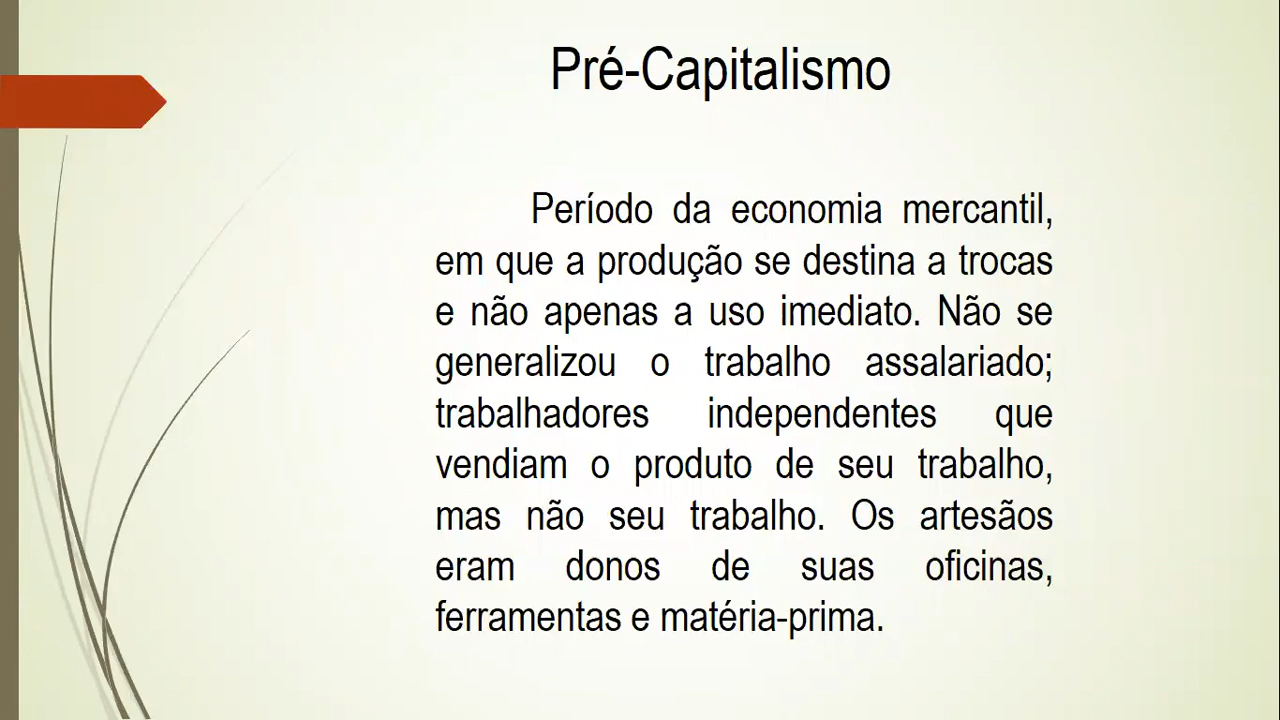 Pré-Capitalismo
Período da economia mercantil,
em que a produção se destina a trocas
e não apenas a uso imediato. Não se
generalizou o trabalho assalariado;
trabalhadores independentes que
vendiam o produto de seu trabalho,
mas não seu trabalho. Os artesãos
eram donos de suas oficinas,
ferramentas e matéria-prima.